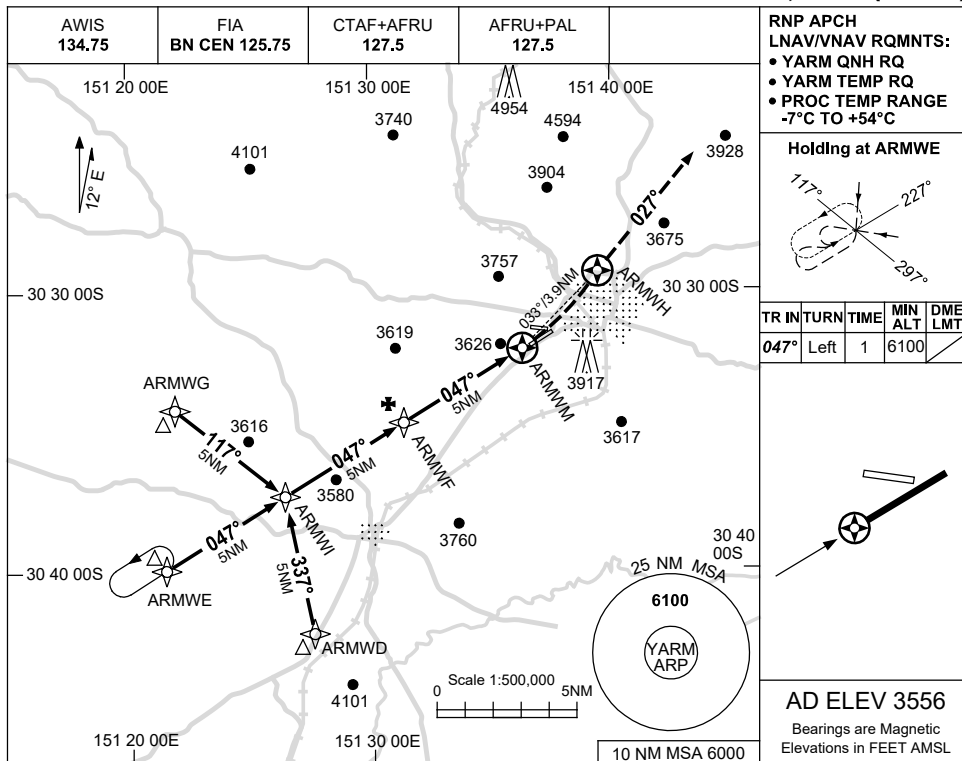 AWIS
134.75
FIA
BN CEN 125.75
CTAF+AFRU
127.5
AFRU+PAL
127.5
RNP APCH
LNAV/VNAV RQMNTS:
• YARM QNH RQ
• YARM TEMP RQ
• PROC TEMP RANGE
-7°C TO +54°C
151 20 00E
151 30 00E
151 40 00E
4954
3740
4594
3928
4101
3904
12° E
027°
3675
3757
30 30 00S
30 30 00S
033°/3.9NM
ARMWH
3619
3626
ARMWM
3917
ARMWG
047°
5NM
3616
117°
5NM
047°
5NM
ARMWF
3617
3580
ARMWI
3760
047°
5NM
337°
5NM
30 40
00S
30 40 00S
ARMWE
ARMWD
25 NM MSA
6100
YARM
ARP
4101
Scale 1:500,000
0
5NM
151 20 00E
151 30 00E
10 NM MSA 6000
Holding at ARMWE
117°
227°
297°
TR IN
TURN
TIME
MIN
ALT
DME
LMT
047°
Left
1
6100
AD ELEV 3556
Bearings are Magnetic
Elevations in FEET AMSL